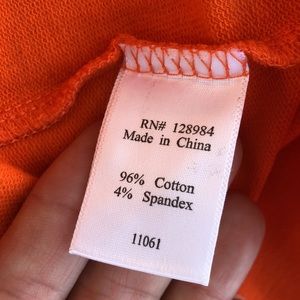 RN# 128984
Made in China
96% Cotton
4% Spandex
11061